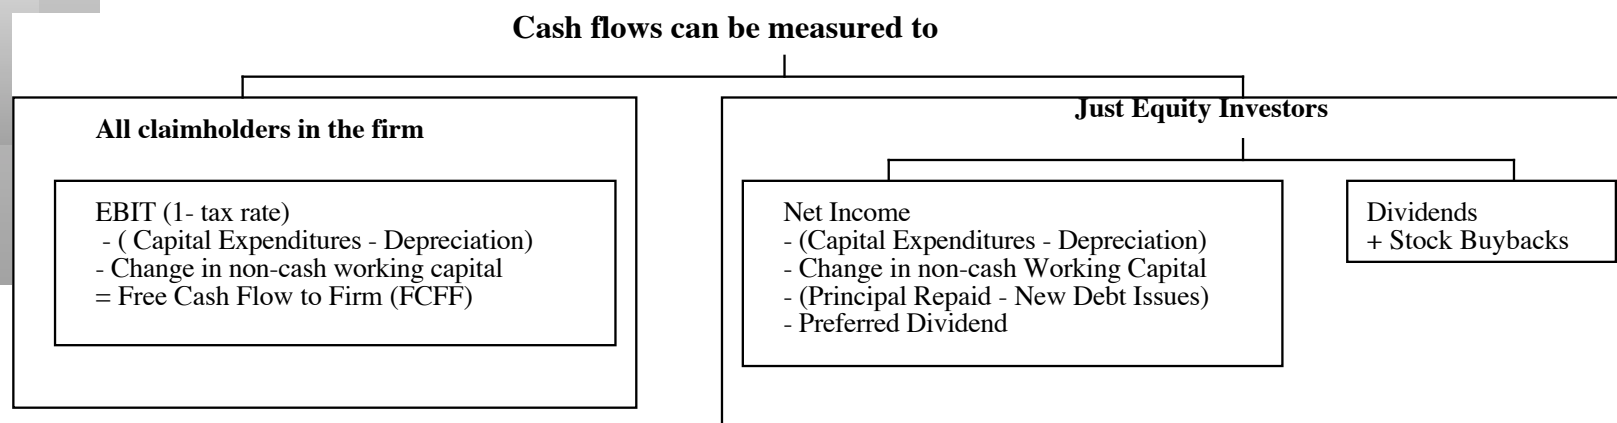 Cash flows can be measured to
All claimholders in the firm
EBIT (1- tax rate)
- ( Capital Expenditures - Depreciation)
- Change in non-cash working capital
= Free Cash Flow to Firm (FCFF)
Just Equity Investors
Net Income
- (Capital Expenditures - Depreciation)
- Change in non-cash Working Capital
- (Principal Repaid - New Debt Issues)
- Preferred Dividend
Dividends
+ Stock Buybacks